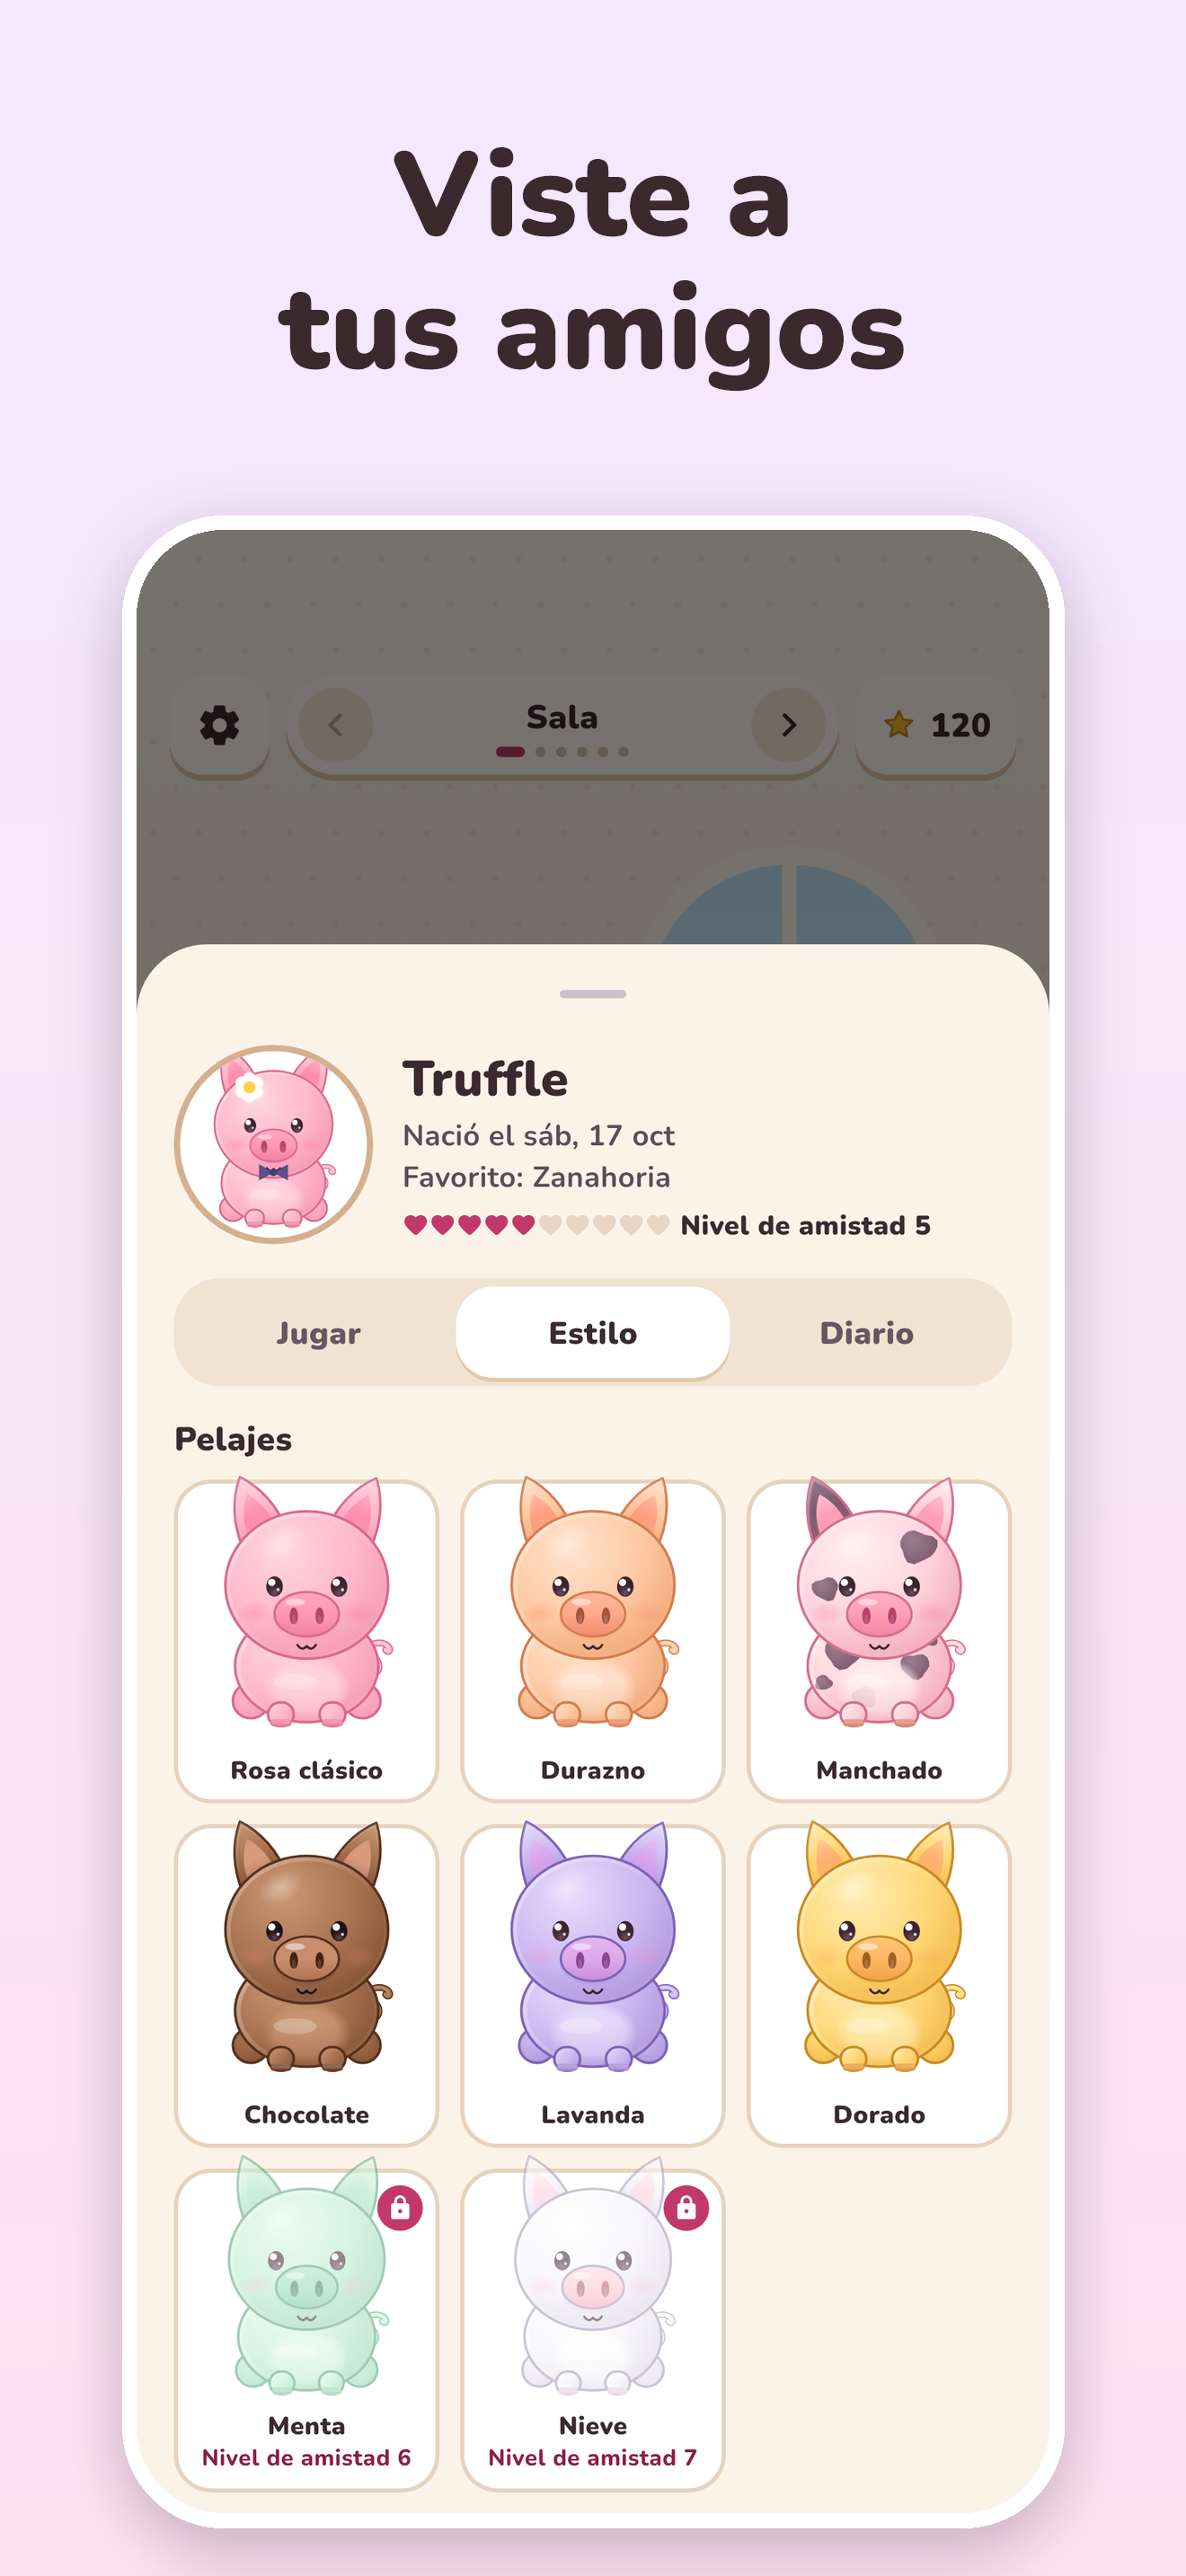 Viste a
tus amigos
Sala
120
Truffle
Nació el sáb, 17 oct
Favorito: Zanahoria
Nivel de amistad 5
Jugar
Estilo
Diario
Pelajes
Rosa clásico
Durazno
Manchado
Chocolate
Lavanda
Dorado
Menta
Nivel de amistad 6
Nieve
Nivel de amistad 7